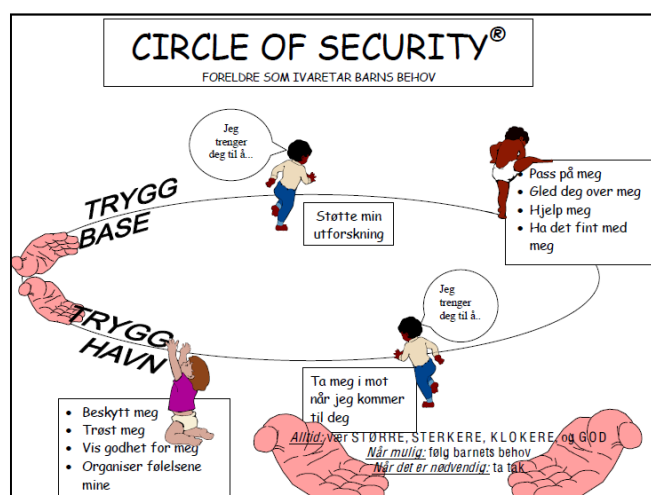 CIRCLE OF SECURITY®
FORELDRE SOM IVARETAR BARNS BEHOV
Jeg
trenger
deg til å...
TRYGG
BASE
Støtte min
utforskning
• Pass på meg
• Gled deg over meg
• Hjelp meg
• Ha det fint med
meg
Jeg
trenger
deg til å..
TRYGG
HAVN
Ta meg i mot
når jeg kommer
til deg
• Beskytt meg
• Trøst meg
• Vis godhet for meg
• Organiser følelsene
mine
Alltid: vær STØRRE, STERKERE, KLOKERE, og GOD
Når mulig: følg barnets behov
Når det er nødvendig: ta tak